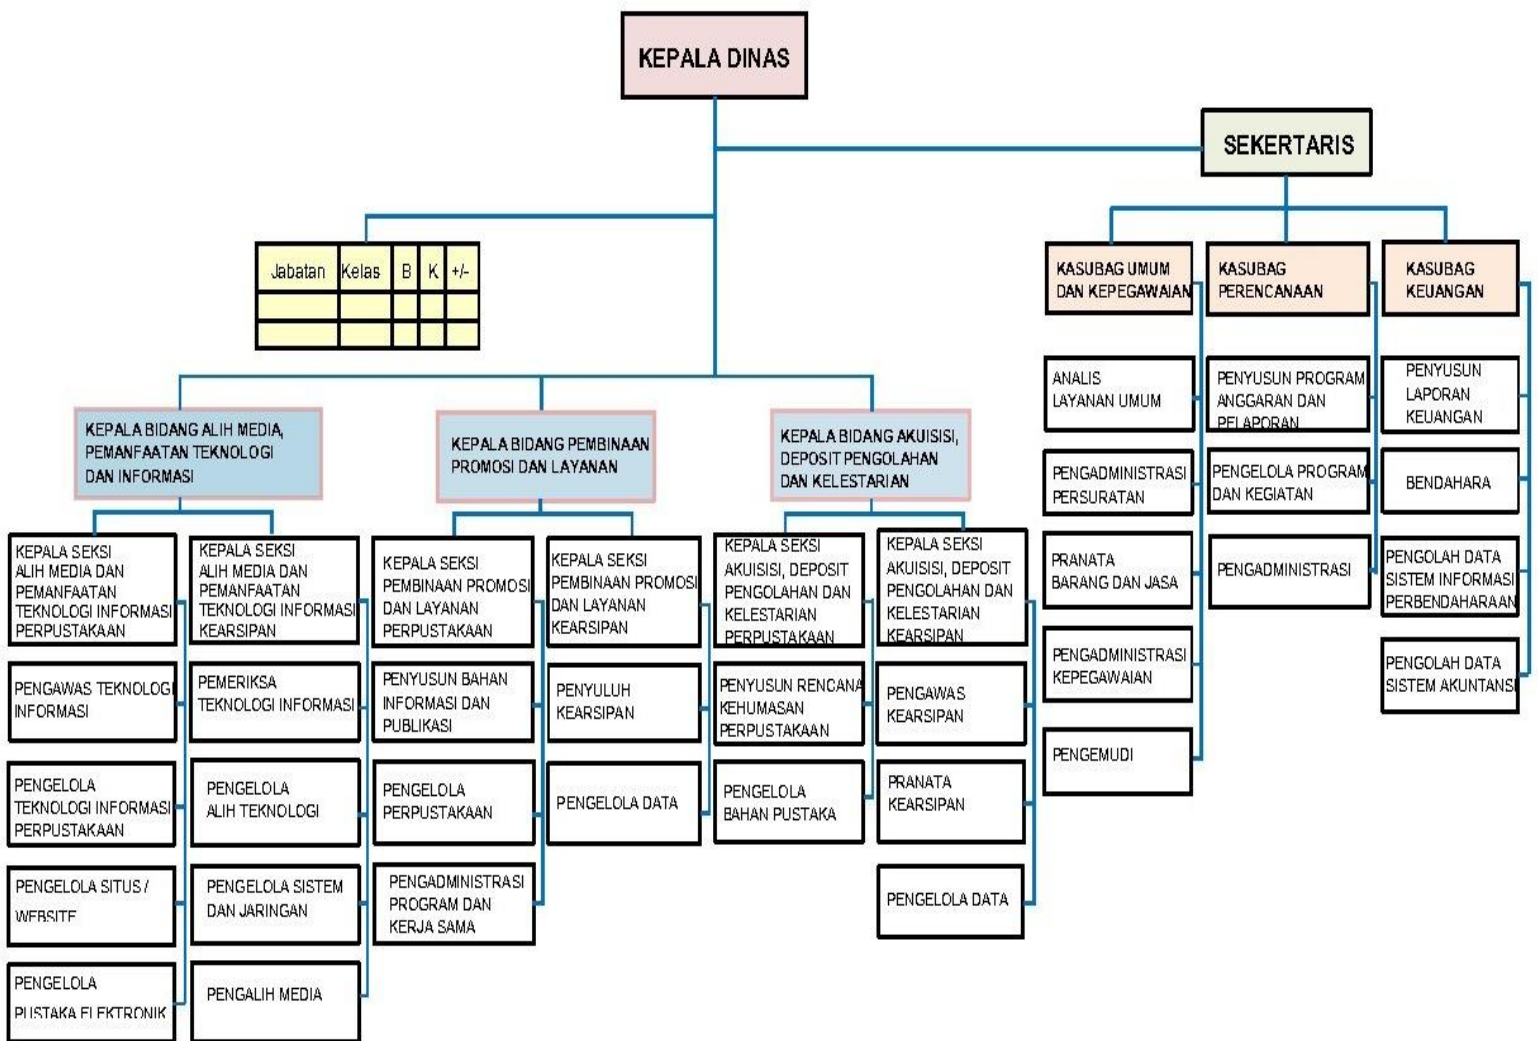 KEPALA DINAS
SEKERTARIS
Jabatan Kelas B K +/-
KASUBAG UMUM
DAN KEPEGAWAIAN
KASUBAG
PERENCANAAN
KASUBAG
KEUANGAN
ANALIS
LAYANAN UMUM
PENGADMINISTRASI
PERSURATAN
PRANATA
BARANG DAN JASA
PENGADMINISTRASI
KEPEGAWAIAN
PENGEMUDI
PENYUSUN PROGRAM
ANGGARAN DAN
PELAPORAN
PENGELOLA PROGRAM
DAN KEGIATAN
PENGADMINISTRASI
PENYUSUN
LAPORAN
KEUANGAN
BENDAHARA
PENGOLAH DATA
SISTEM INFORMASI
PERBENDAHARAAN
PENGOLAH DATA
SISTEM AKUNTANSI
KEPALA BIDANG ALIH MEDIA,
PEMANFAATAN TEKNOLOGI
DAN INFORMASI
KEPALA BIDANG PEMBINAAN
PROMOSI DAN LAYANAN
KEPALA BIDANG AKUISISI,
DEPOSIT PENGOLAHAN
DAN KELESTARIAN
KEPALA SEKSI
ALIH MEDIA DAN
PEMANFAATAN
TEKNOLOGI INFORMASI
PERPUSTAKAAN
PENGAWAS TEKNOLOGI
INFORMASI
PENGELOLA
TEKNOLOGI INFORMASI
PERPUSTAKAAN
PENGELOLA SITUS /
WEBSITE
PENGELOLA
PUSTAKA ELEKTRONIK
KEPALA SEKSI
ALIH MEDIA DAN
PEMANFAATAN
TEKNOLOGI INFORMASI
KEARSIPAN
PEMERIKSA
TEKNOLOGI INFORMASI
PENGELOLA
ALIH TEKNOLOGI
PENGELOLA SISTEM
DAN JARINGAN
PENGALIH MEDIA
KEPALA SEKSI
PEMBINAAN PROMOSI
DAN LAYANAN
PERPUSTAKAAN
PENYUSUN BAHAN
INFORMASI DAN
PUBLIKASI
PENGELOLA
PERPUSTAKAAN
PENGADMINISTRASI
PROGRAM DAN
KERJA SAMA
KEPALA SEKSI
PEMBINAAN PROMOSI
DAN LAYANAN
KEARSIPAN
PENYULUH
KEARSIPAN
PENGELOLA DATA
KEPALA SEKSI
AKUISISI, DEPOSIT
PENGOLAHAN DAN
KELESTARIAN
PERPUSTAKAAN
PENYUSUN RENCANA
KEHUMASAN
PERPUSTAKAAN
PENGELOLA
BAHAN PUSTAKA
KEPALA SEKSI
AKUISISI, DEPOSIT
PENGOLAHAN DAN
KELESTARIAN
KEARSIPAN
PENGAWAS
KEARSIPAN
PRANATA
KEARSIPAN
PENGELOLA DATA